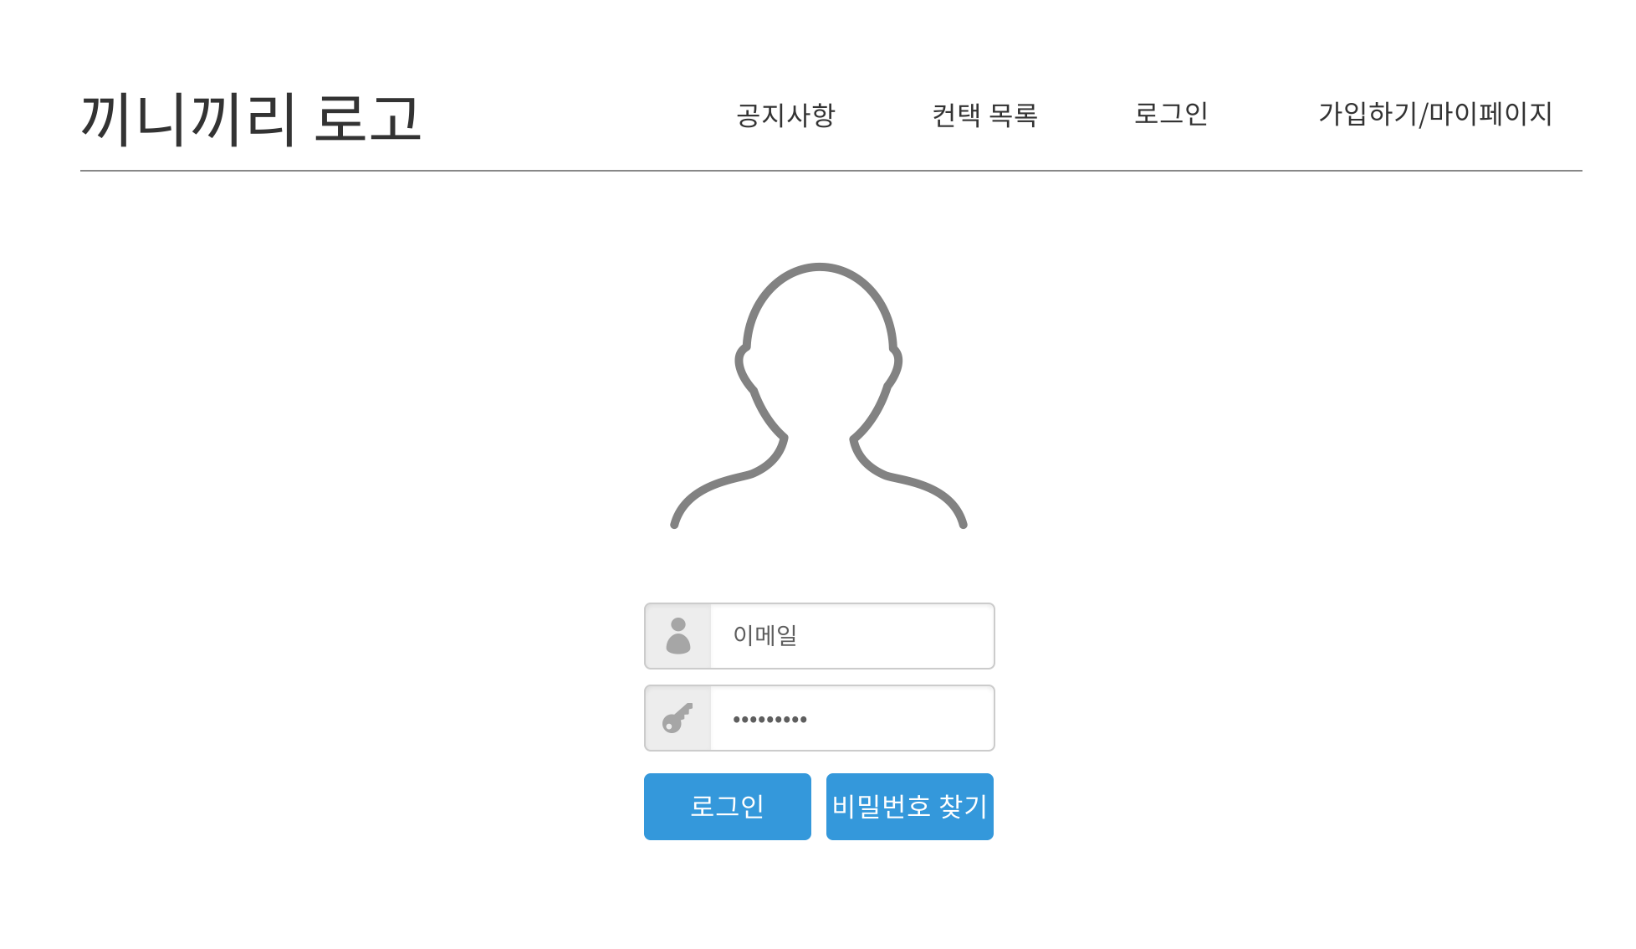 끼니끼리 로고
공지사항 컨택 목록 로그인 가입하기/마이페이지
이메일
•••••••••
로그인 비밀번호 찾기